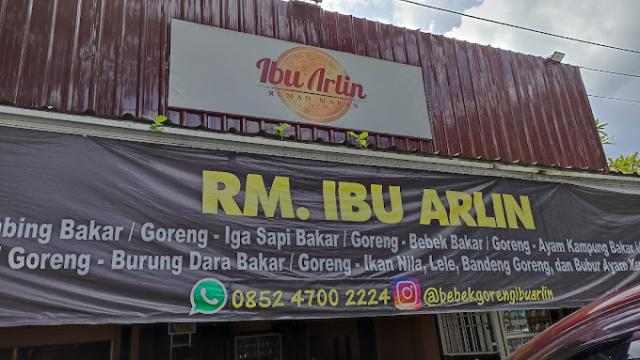 Ibu Arlin
RUMAH MAKAN
RM. IBU ARLIN
bing Bakar / Goreng - Iga Sapi Bakar / Goreng - Bebek Bakar / Goreng - Ayam Kampung Bakar
Goreng - Burung Dara Bakar / Goreng - Ikan Nila, Lele, Bandeng Goreng, dan Bubur Ayam
0852 4700 2224 @bebekgorengibuarlin